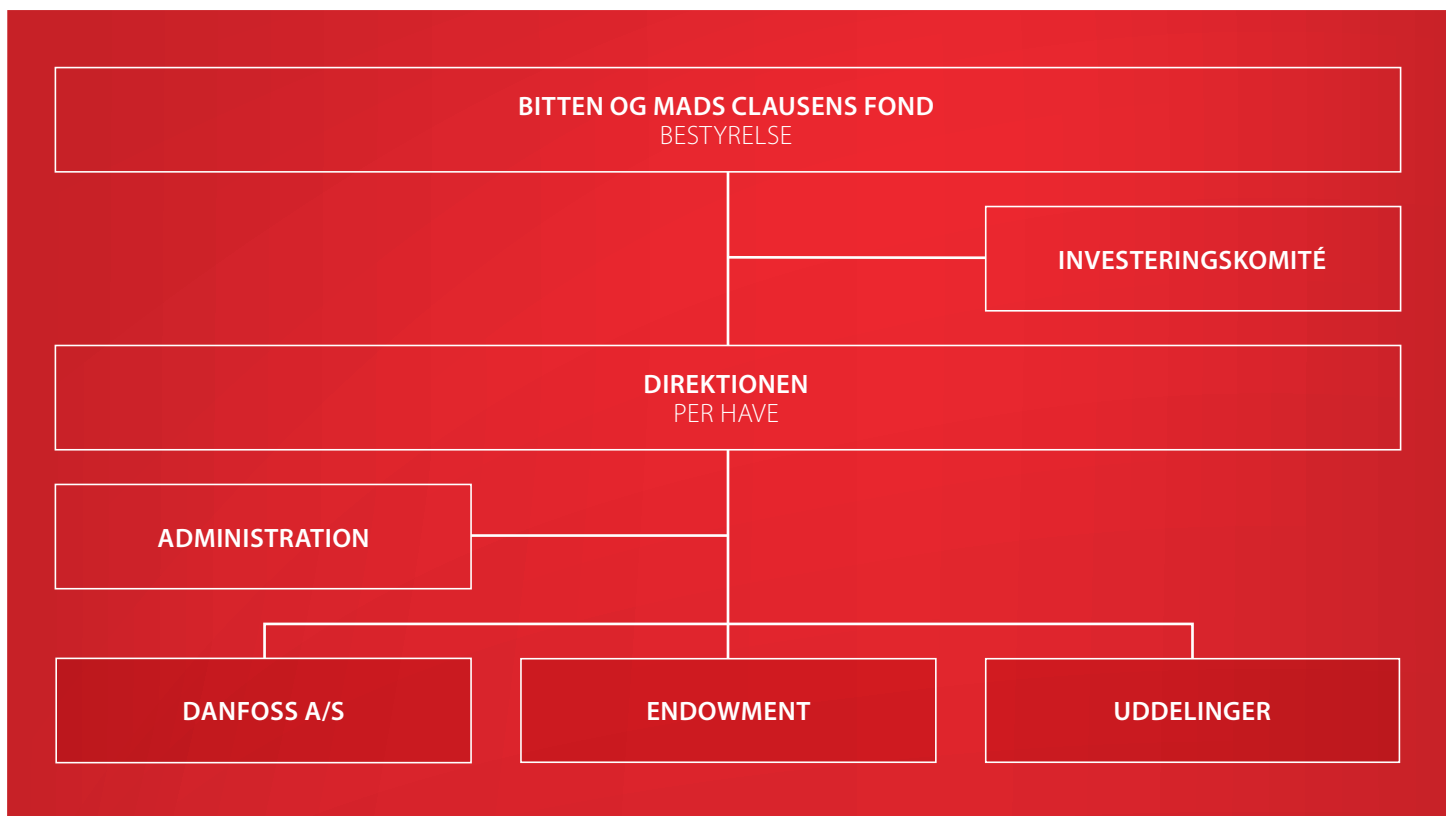 BITTEN OG MADS CLAUSENS FOND
BESTYRELSE
INVESTERINGSKOMITÉ
DIREKTIONEN
PER HAVE
ADMINISTRATION
DANFOSS A/S
ENDOWMENT
UDDELINGER